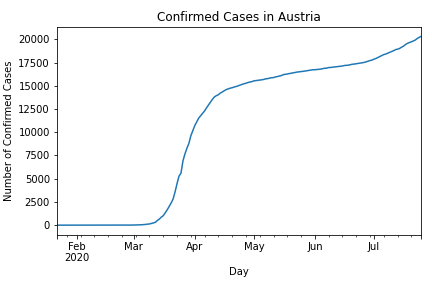 Confirmed Cases in Austria
Number of Confirmed Cases
20000
17500
15000
12500
10000
7500
5000
2500
0
Feb Mar Apr May Jun Jul
2020
Day